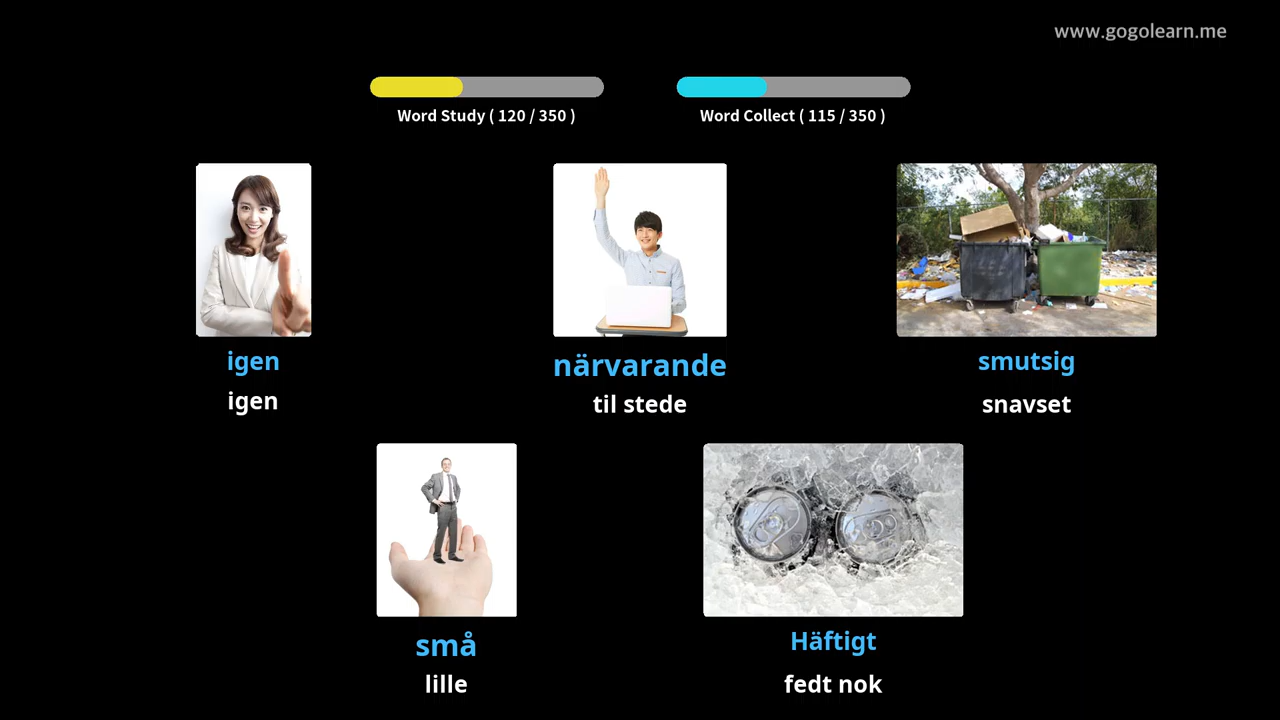 www.gogolearn.me
Word Study ( 120 / 350 )
Word Collect ( 115 / 350 )
igen
igen
närvarande
til stede
smutsig
snavset
små
lille
Häftigt
fedt nok